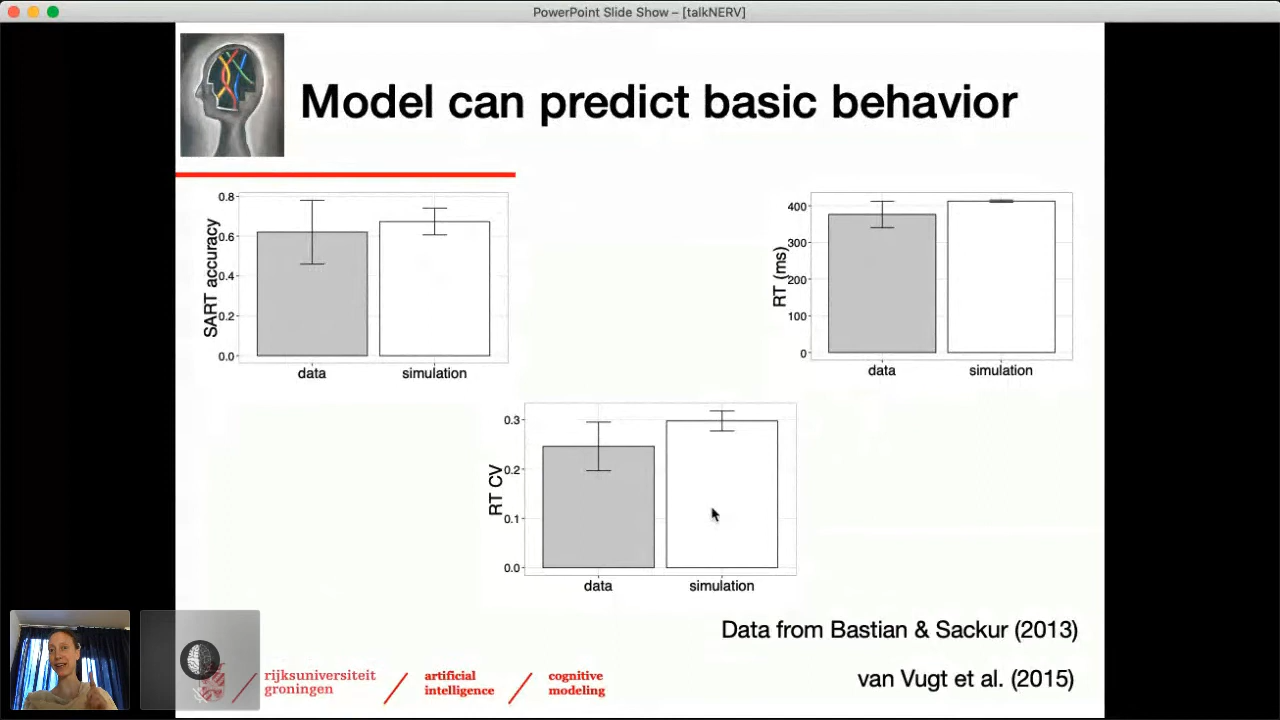 PowerPoint Slide Show – [talkNERV]
Model can predict basic behavior
SART accuracy
0.8
0.6
0.4
0.2
0.0
data simulation
RT (ms)
400
300
200
100
0
data simulation
RT CV
0.3
0.2
0.1
0.0
data simulation
Data from Bastian & Sackur (2013)
van Vugt et al. (2015)
rijksuniversiteit
groningen
artificial
intelligence
cognitive
modeling